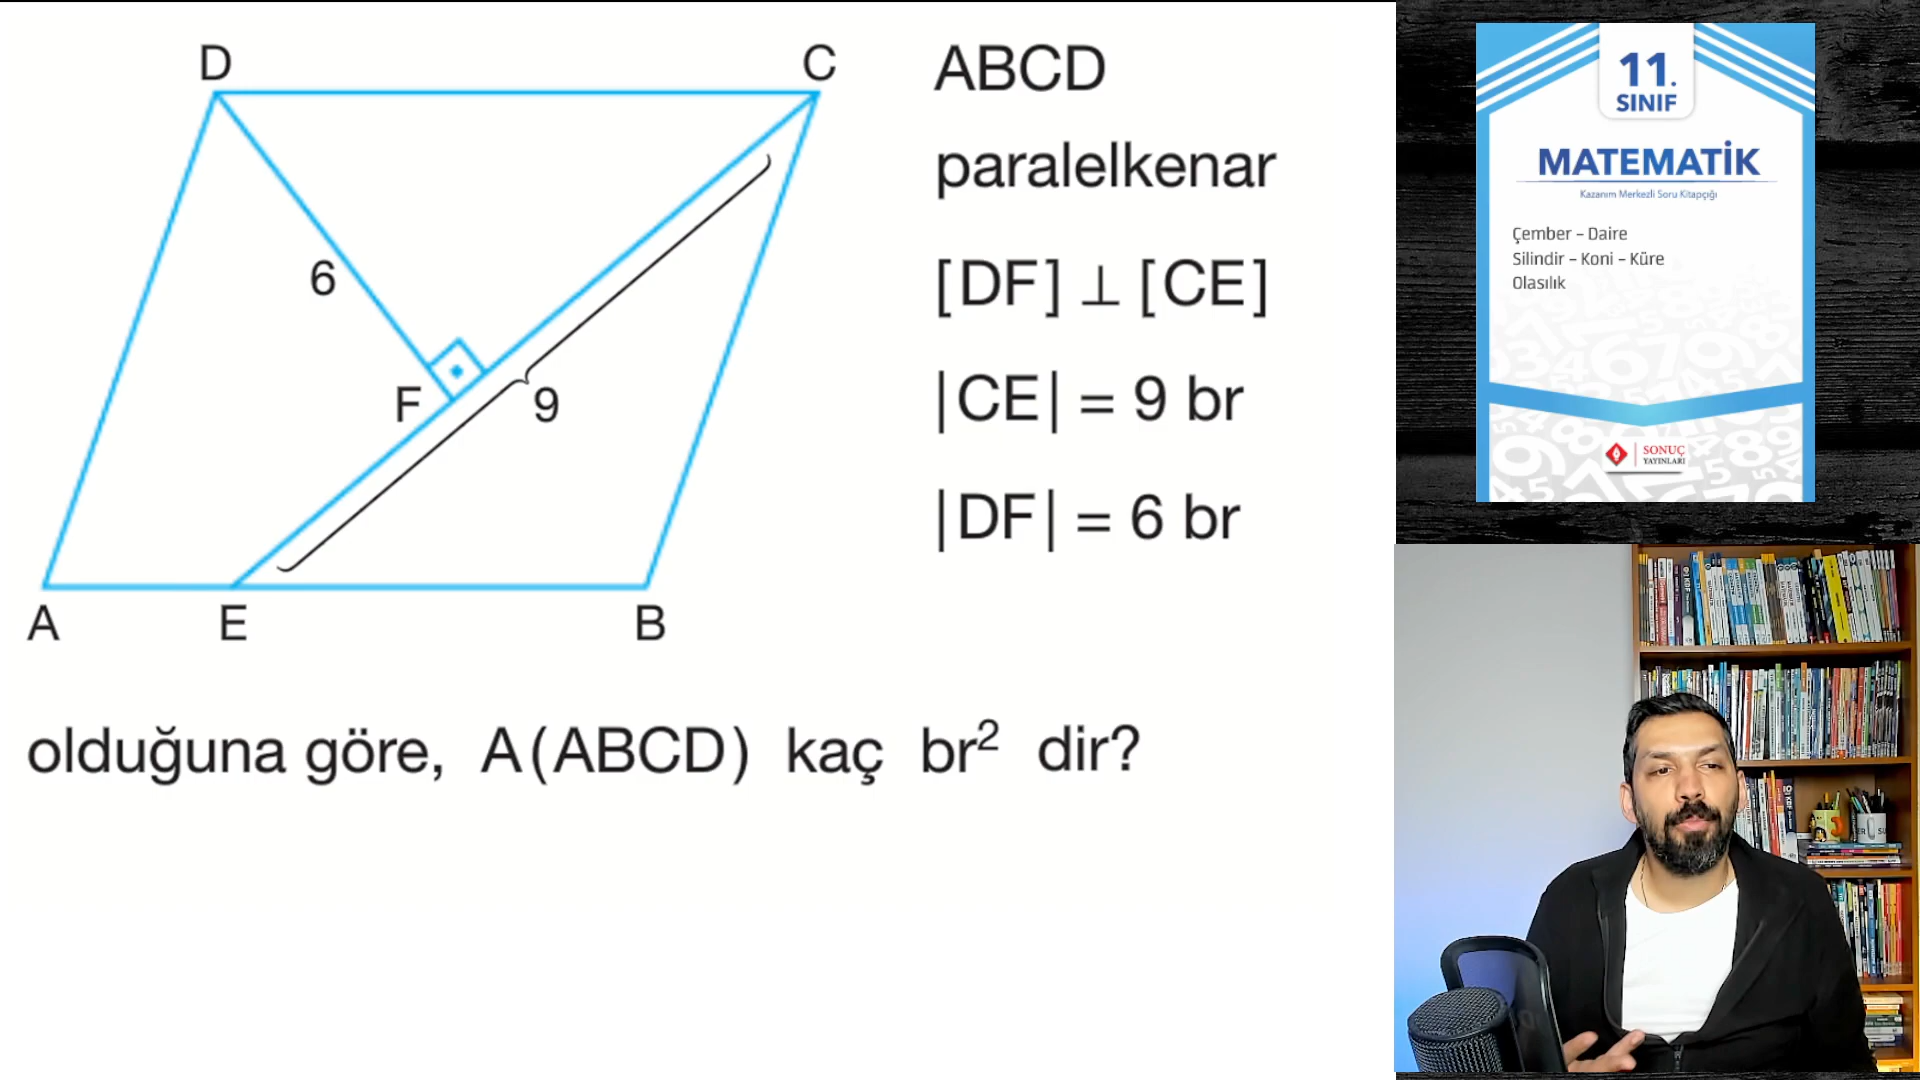 D
C
6
F
9
A
E
B
ABCD
paralelkenar
[DF] ⊥ [CE]
|CE| = 9 br
|DF| = 6 br
olduğuna göre, A(ABCD) kaç br² dir?
11.
SINIF
MATEMATİK
Kazanım Merkezli Soru Kitapçığı
Çember – Daire
Silindir – Koni – Küre
Olasılık
SONUÇ
YAYINLARI